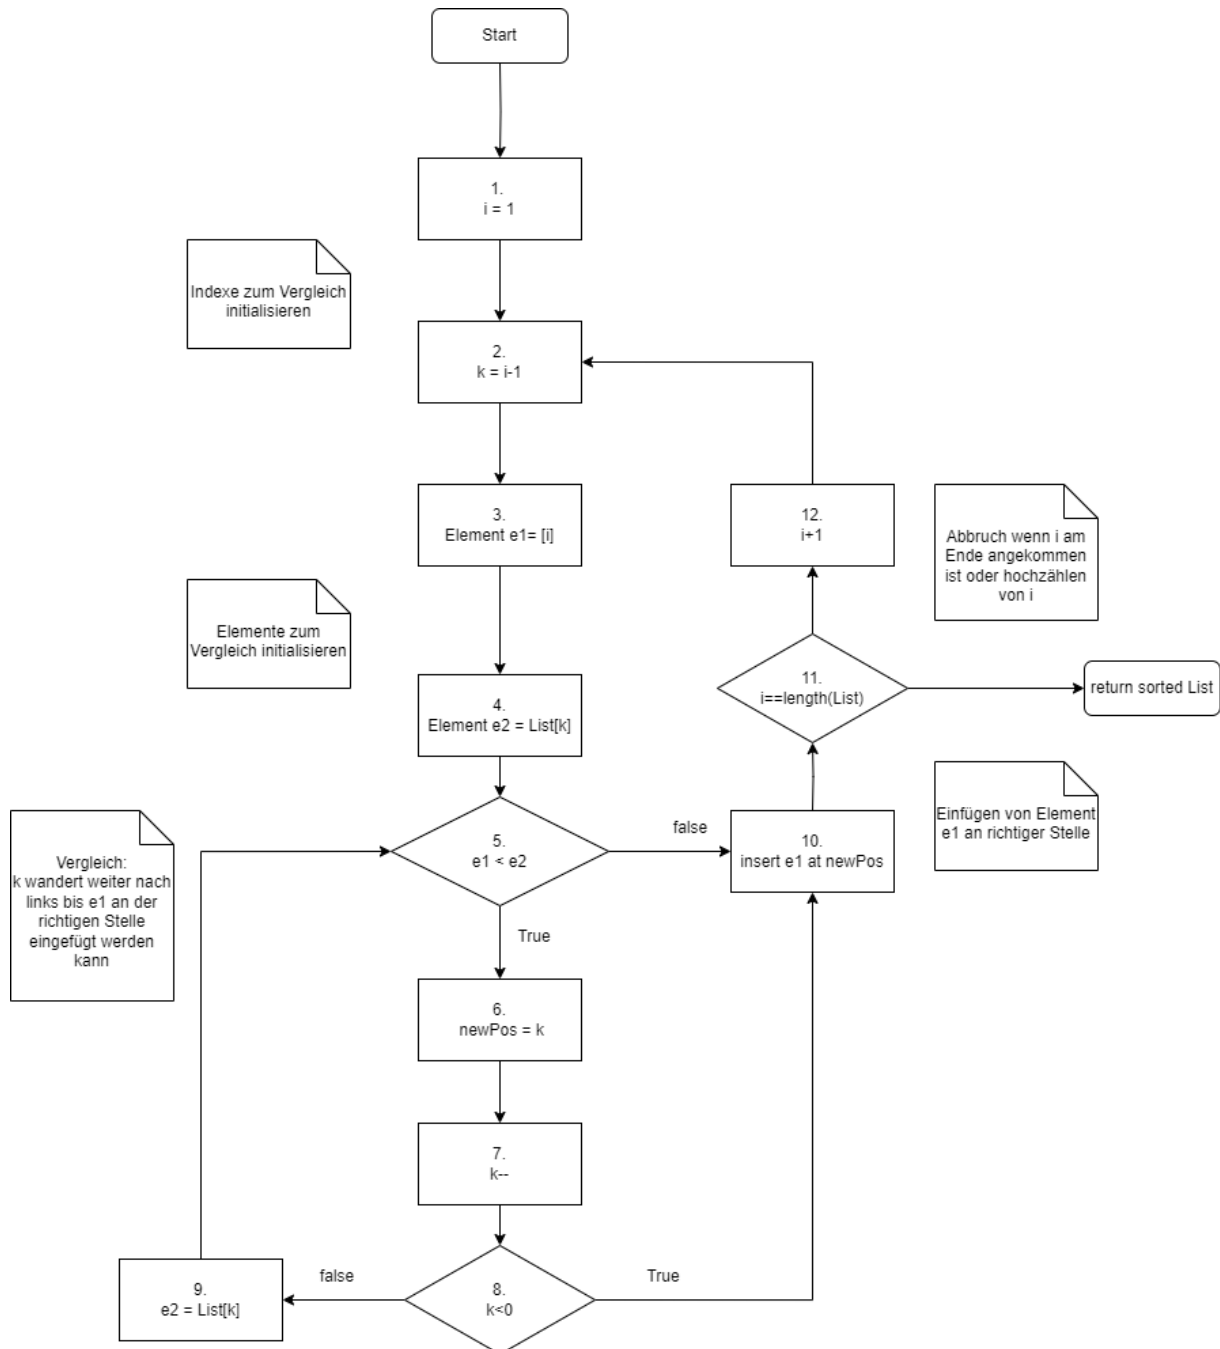 Start
1.
i = 1
Indexe zum Vergleich
initialisieren
2.
k = i-1
3.
Element e1= [i]
12.
i+1
Abbruch wenn i am
Ende angekommen
ist oder hochzählen
von i
Elemente zum
Vergleich initialisieren
4.
Element e2 = List[k]
11.
i==length(List)
return sorted List
Vergleich:
k wandert weiter nach
links bis e1 an der
richtigen Stelle
eingefügt werden
kann
5.
e1 < e2
false
10.
insert e1 at newPos
Einfügen von Element
e1 an richtiger Stelle
True
6.
newPos = k
7.
k--
9.
e2 = List[k]
false
8.
k<0
True